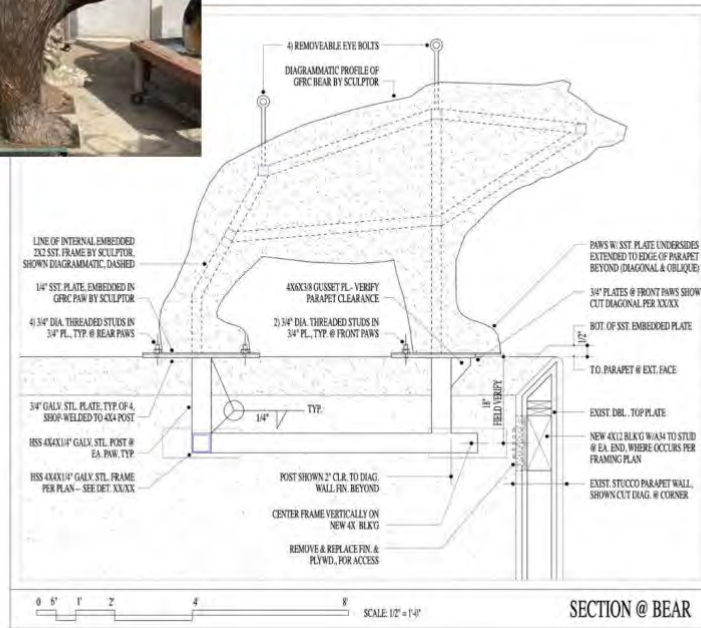 4) REMOVEABLE EYE BOLTS
DIAGRAMMATIC PROFILE OF
GFRC BEAR BY SCULPTOR
LINE OF INTERNAL EMBEDDED
2X2 SST. FRAME BY SCULPTOR,
SHOWN DIAGRAMMATIC, DASHED
1/4" SST. PLATE, EMBEDDED IN
GFRC PAW BY SCULPTOR
4) 3/4" DIA. THREADED STUDS IN
3/4" PL., TYP. @ REAR PAWS
4X6X3/8 GUSSET PL.- VERIFY
PARAPET CLEARANCE
2) 3/4" DIA. THREADED STUDS IN
3/4" PL., TYP. @ FRONT PAWS
PAWS W/ SST. PLATE UNDERSIDES
EXTENDED TO EDGE OF PARAPET
BEYOND (DIAGONAL & OBLIQUE)
3/4" PLATES @ FRONT PAWS SHOW
CUT DIAGONAL PER XX/XX
BOT. OF SST. EMBEDDED PLATE
1/2"
T.O. PARAPET @ EXT. FACE
3/4" GALV. STL. PLATE, TYP. OF 4,
SHOP-WELDED TO 4X4 POST
HSS 4X4X1/4" GALV. STL. POST @
EA. PAW, TYP.
HSS 4X4X1/4" GALV. STL. FRAME
PER PLAN-- SEE DET. XX/XX
1/4"
TYP.
18"
FIELD VERIFY
POST SHOWN 2" CLR. TO DIAG.
WALL FIN. BEYOND
CENTER FRAME VERTICALLY ON
NEW 4X BLK'G
REMOVE & REPLACE FIN. &
PLYWD., FOR ACCESS
EXIST. DBL. TOP PLATE
NEW 4X12 BLK'G W/A34 TO STUD
@ EA. END, WHERE OCCURS PER
FRAMING PLAN
EXIST. STUCCO PARAPET WALL,
SHOWN CUT DIAG. @ CORNER
0 6" 1' 2' 4' 8'
SCALE: 1/2" = 1'-0"
SECTION @ BEAR